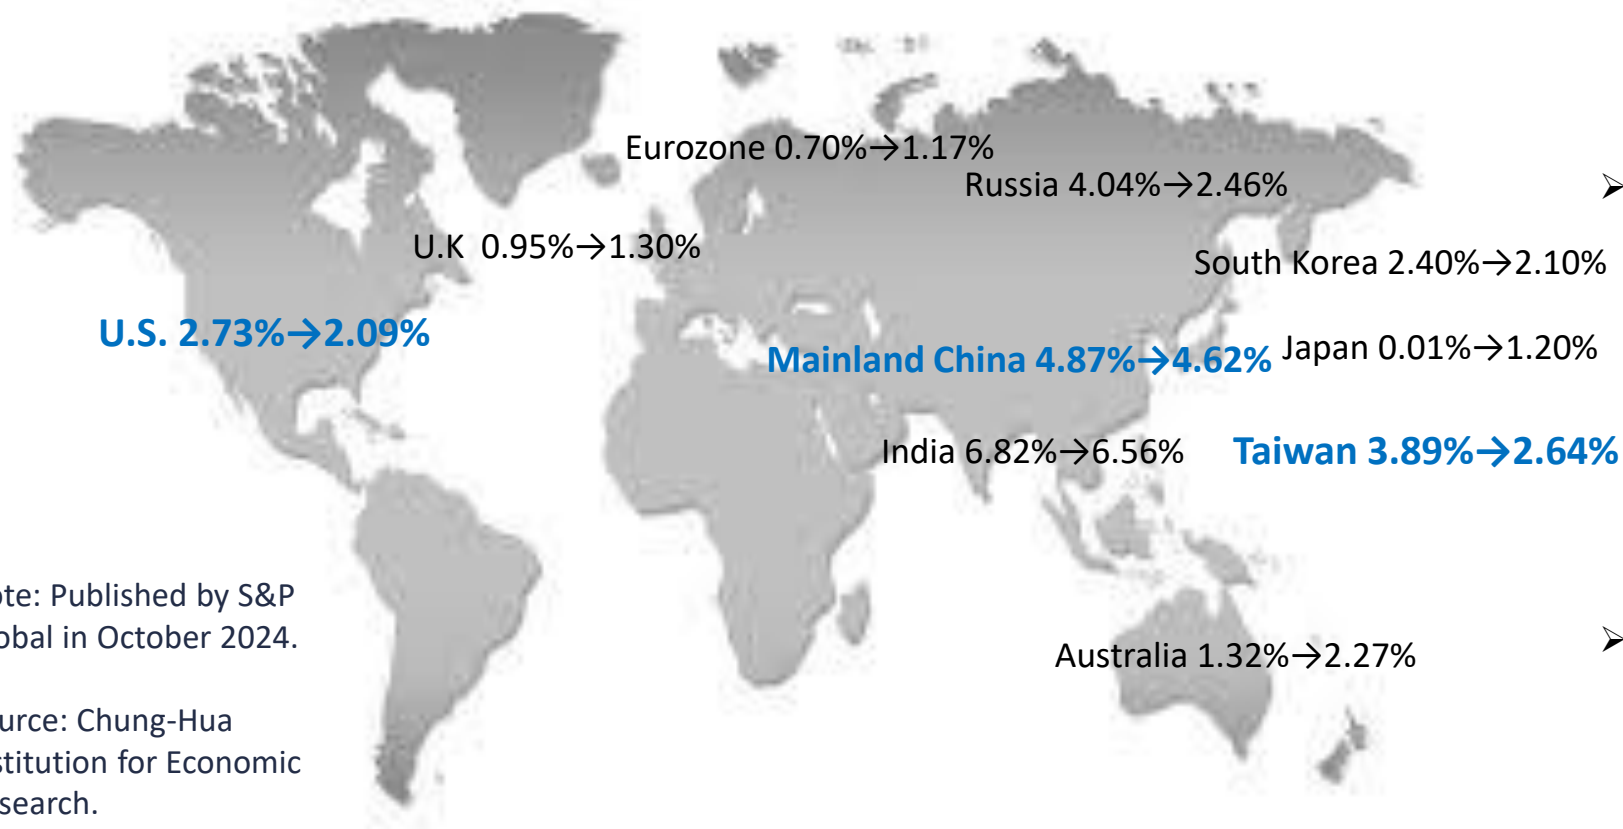 Eurozone 0.70%→1.17%
Russia 4.04%→2.46%
➢
U.K 0.95%→1.30%
South Korea 2.40%→2.10%
U.S. 2.73%→2.09%
Mainland China 4.87%→4.62%
Japan 0.01%→1.20%
India 6.82%→6.56%
Taiwan 3.89%→2.64%
ote: Published by S&P
obal in October 2024.
➢
Australia 1.32%→2.27%
urce: Chung-Hua
stitution for Economic
search.